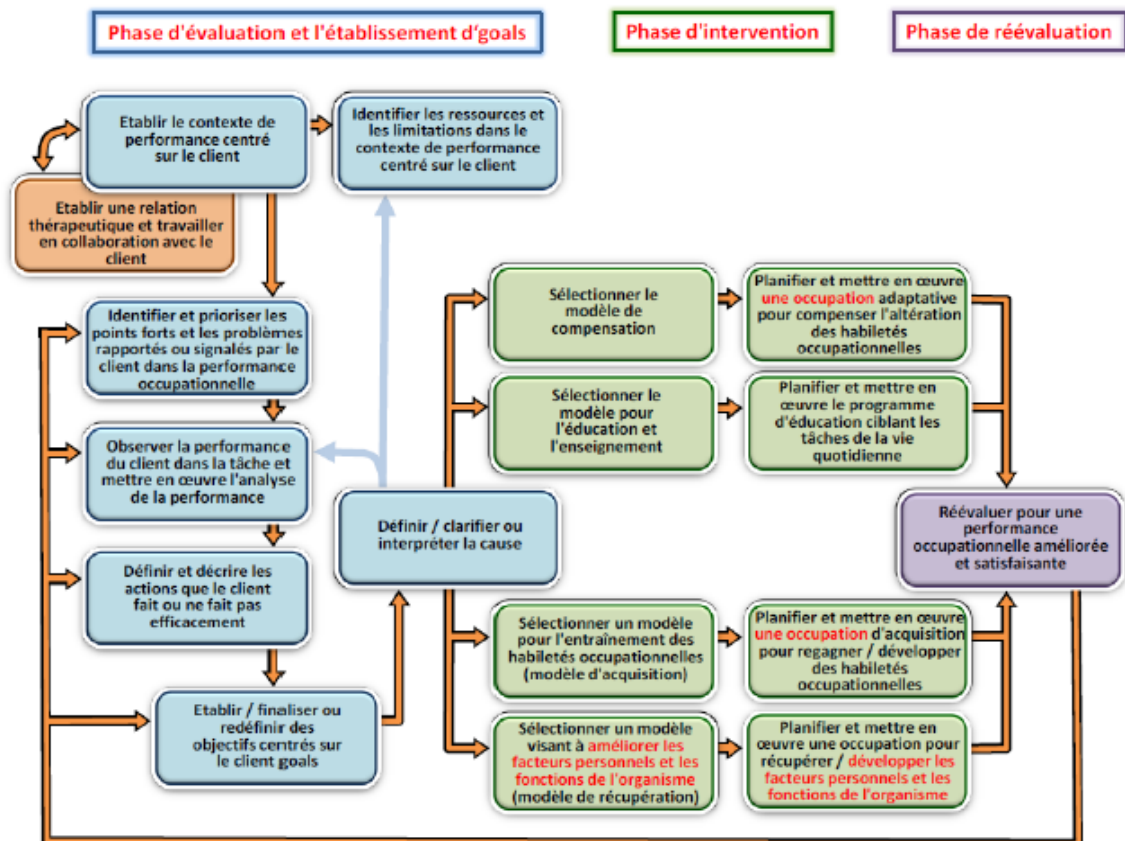 Phase d'évaluation et l'établissement d'goals
Phase d'intervention
Phase de réévaluation
Etablir le contexte de
performance centré
sur le client
Identifier les ressources et
les limitations dans le
contexte de performance
centré sur le client
Etablir une relation
thérapeutique et travailler
en collaboration avec le
client
Identifier et prioriser les
points forts et les problèmes
rapportés ou signalés par le
client dans la performance
occupationnelle
Observer la performance
du client dans la tâche et
mettre en œuvre l'analyse
de la performance
Définir et décrire les
actions que le client
fait ou ne fait pas
efficacement
Etablir / finaliser ou
redéfinir des
objectifs centrés sur
le client goals
Définir / clarifier ou
interpréter la cause
Sélectionner le
modèle de
compensation
Planifier et mettre en œuvre
une occupation adaptative
pour compenser l'altération
des habiletés
occupationnelles
Sélectionner le
modèle pour
l'éducation et
l'enseignement
Planifier et mettre en
œuvre le programme
d'éducation ciblant les
tâches de la vie
quotidienne
Sélectionner un modèle
pour l'entraînement des
habiletés occupationnelles
(modèle d'acquisition)
Planifier et mettre en œuvre
une occupation d'acquisition
pour regagner / développer
des habiletés
occupationnelles
Sélectionner un modèle
visant à améliorer les
facteurs personnels et les
fonctions de l'organisme
(modèle de récupération)
Planifier et mettre en
œuvre une occupation pour
récupérer / développer les
facteurs personnels et les
fonctions de l'organisme
Réévaluer pour une
performance
occupationnelle améliorée
et satisfaisante